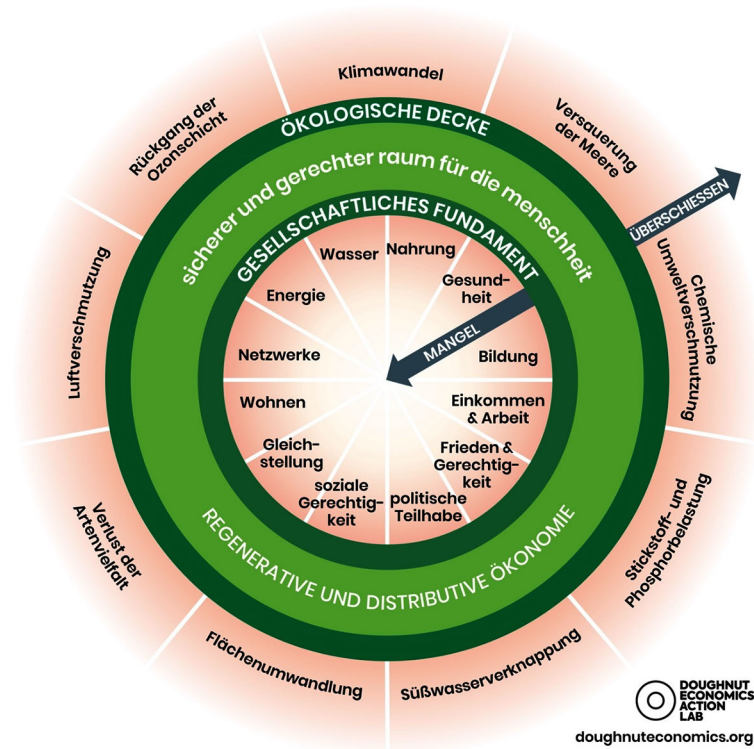 Klimawandel
Versauerung
der Meere
ÜBERSCHIESSEN
Chemische
Umweltverschmutzung
Stickstoff- und
Phosphorbelastung
Süßwasserverknappung
Flächenumwandlung
Verlust der
Artenvielfalt
Luftverschmutzung
Rückgang der
Ozonschicht
ÖKOLOGISCHE DECKE
sicherer und gerechter raum für die menschheit
GESELLSCHAFTLICHES FUNDAMENT
Wasser
Nahrung
Gesund-
heit
MANGEL
Bildung
Einkommen
& Arbeit
Frieden &
Gerechtig-
keit
politische
Teilhabe
soziale
Gerechtig-
keit
Gleich-
stellung
Wohnen
Netzwerke
Energie
REGENERATIVE UND DISTRIBUTIVE ÖKONOMIE
DOUGHNUT
ECONOMICS
ACTION
LAB
doughnuteconomics.org